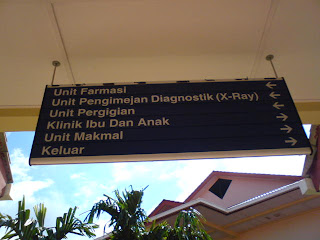 Unit Farmasi
Unit Pengimejan Diagnostik (X-Ray)
Unit Pergigian
Klinik Ibu Dan Anak
Unit Makmal
Keluar